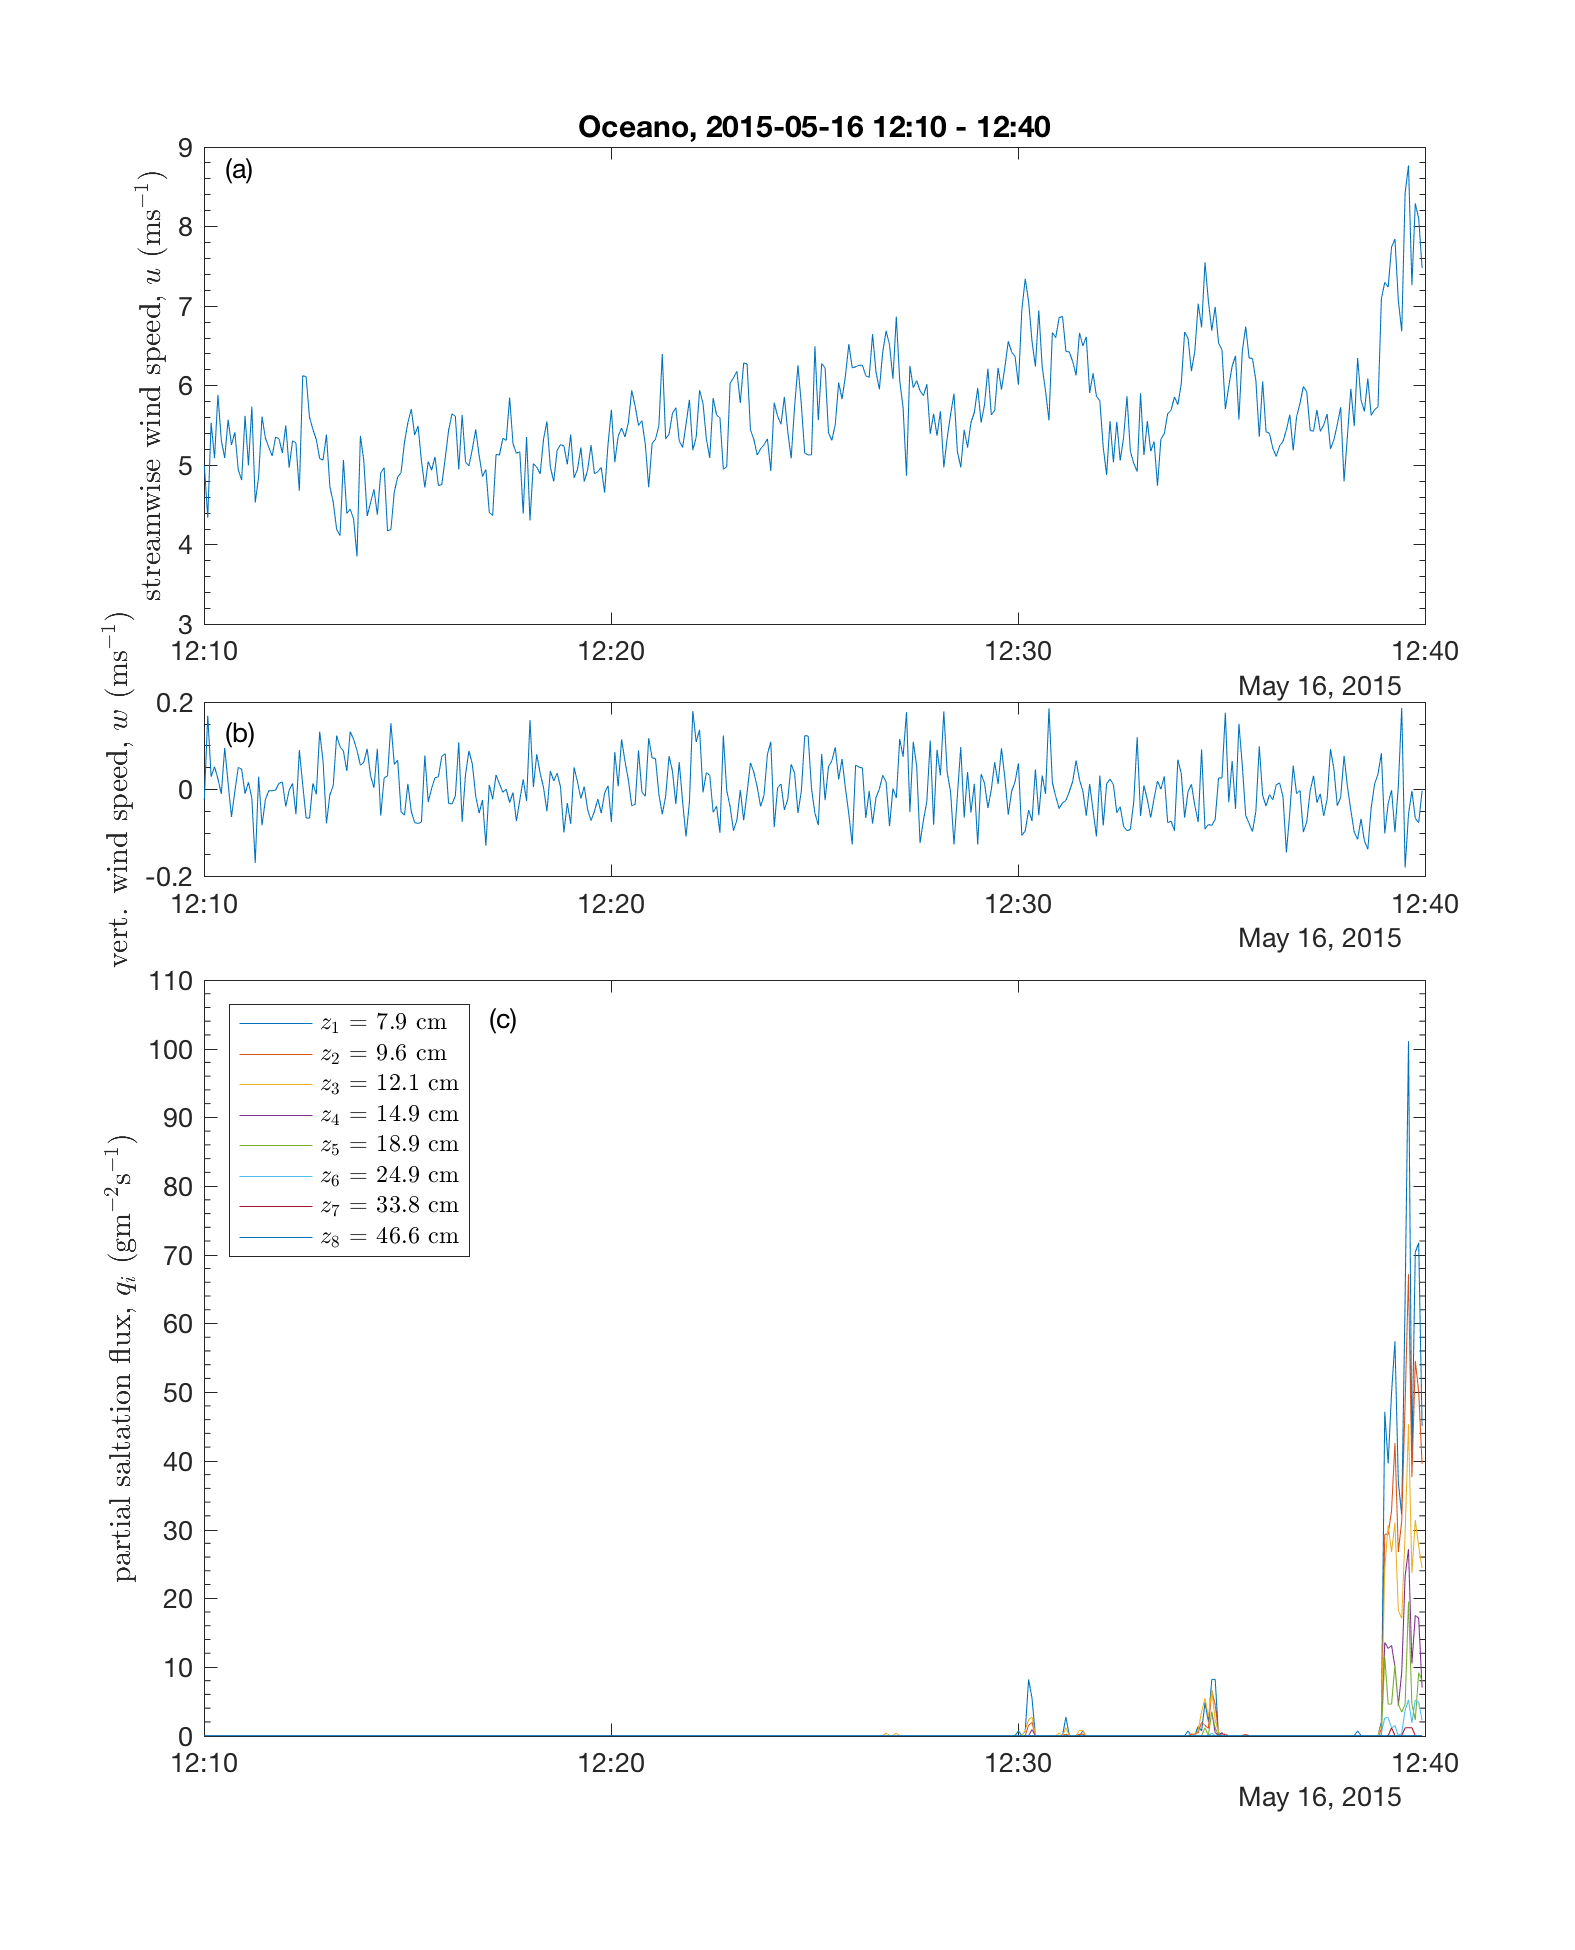 Oceano, 2015-05-16 12:10 - 12:40
(a)
streamwise wind speed, u (ms⁻¹)
9
8
7
6
5
4
3
12:10 12:20 12:30 12:40
May 16, 2015
(b)
vert. wind speed, w (ms⁻¹)
0.2
0
-0.2
12:10 12:20 12:30 12:40
May 16, 2015
(c)
partial saltation flux, qᵢ (gm⁻²s⁻¹)
110
100
90
80
70
60
50
40
30
20
10
0
z₁ = 7.9 cm
z₂ = 9.6 cm
z₃ = 12.1 cm
z₄ = 14.9 cm
z₅ = 18.9 cm
z₆ = 24.9 cm
z₇ = 33.8 cm
z₈ = 46.6 cm
12:10 12:20 12:30 12:40
May 16, 2015